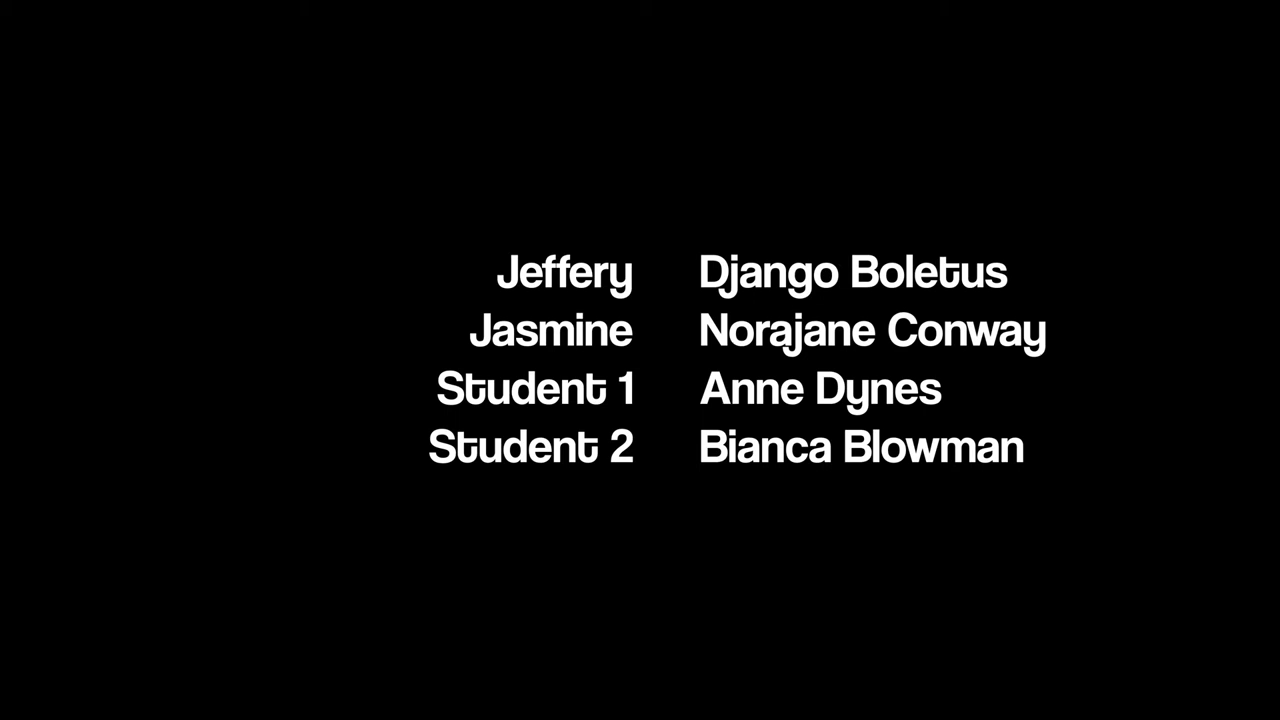 Jeffery Django Boletus
Jasmine Norajane Conway
Student 1 Anne Dynes
Student 2 Bianca Blowman